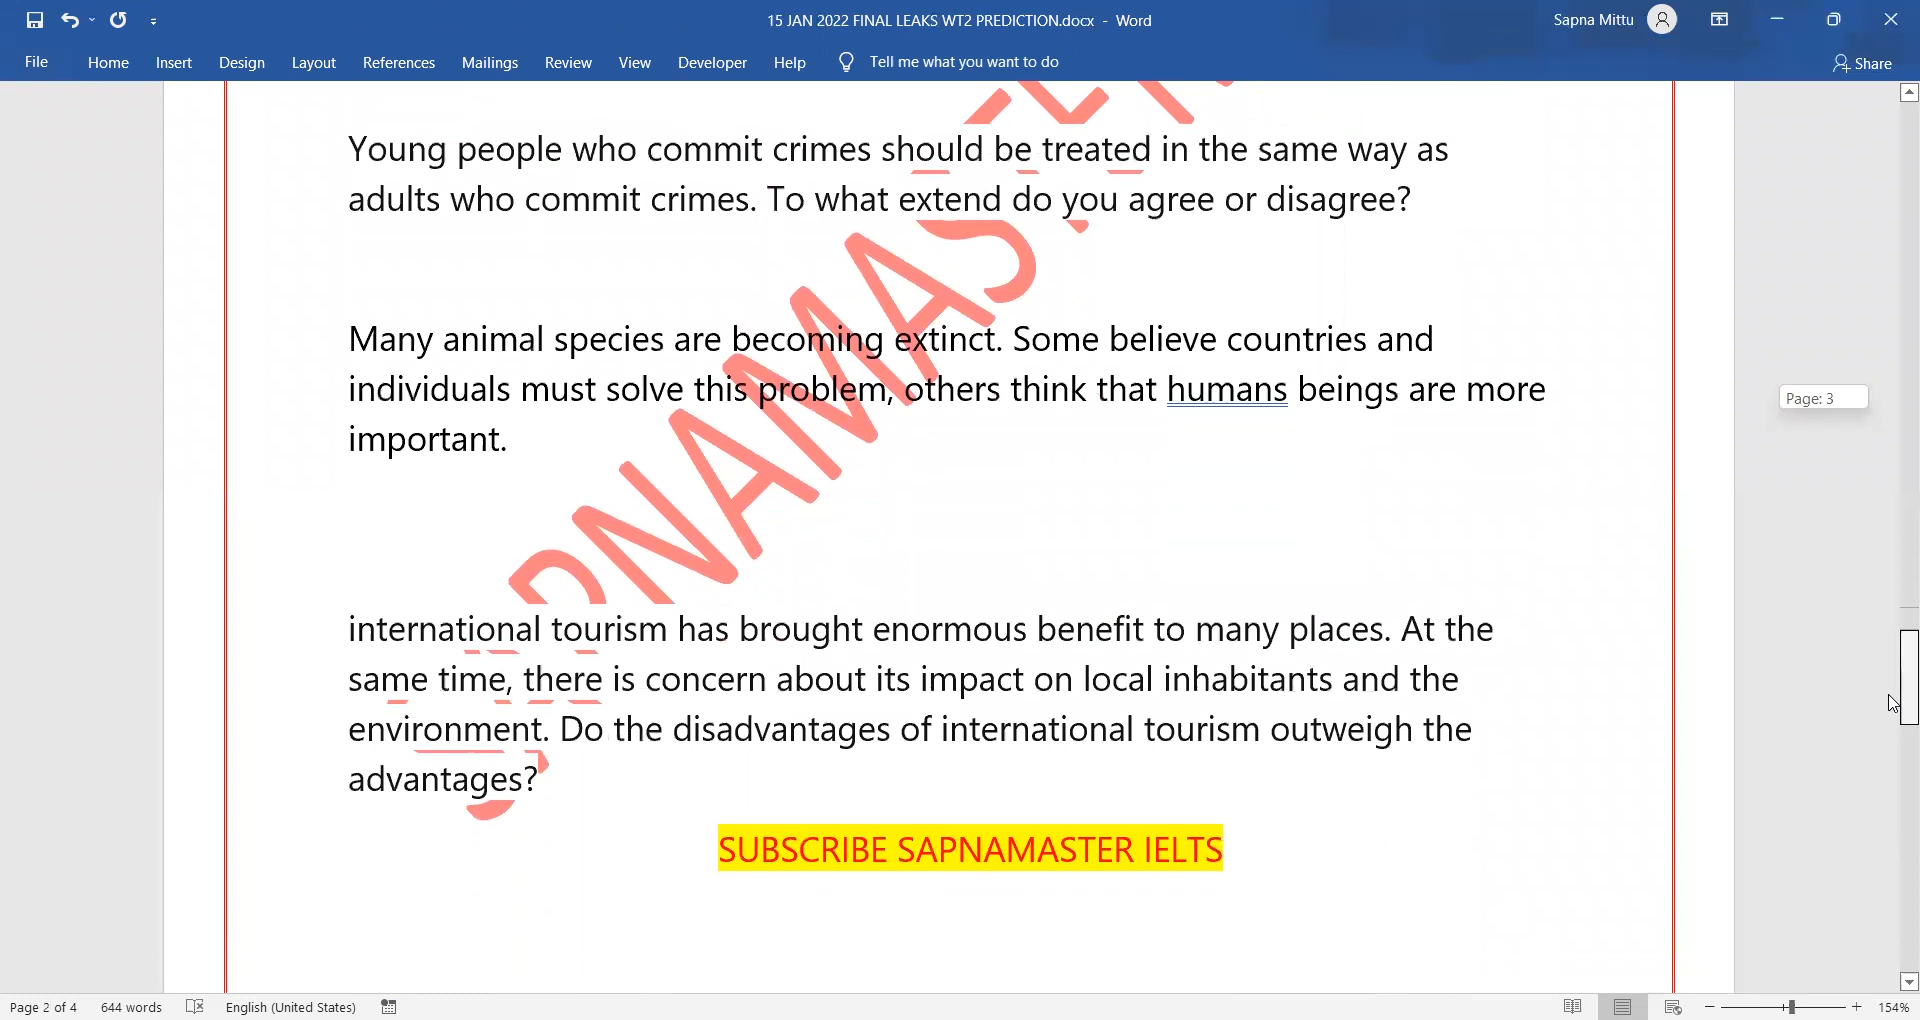 15 JAN 2022 FINAL LEAKS WT2 PREDICTION.docx - Word
Sapna Mittu
File Home Insert Design Layout References Mailings Review View Developer Help Tell me what you want to do
Share
Young people who commit crimes should be treated in the same way as
adults who commit crimes. To what extend do you agree or disagree?
Many animal species are becoming extinct. Some believe countries and
individuals must solve this problem, others think that humans beings are more
important.
Page: 3
international tourism has brought enormous benefit to many places. At the
same time, there is concern about its impact on local inhabitants and the
environment. Do the disadvantages of international tourism outweigh the
advantages?
SUBSCRIBE SAPNAMASTER IELTS
Page 2 of 4 644 words English (United States) 154%